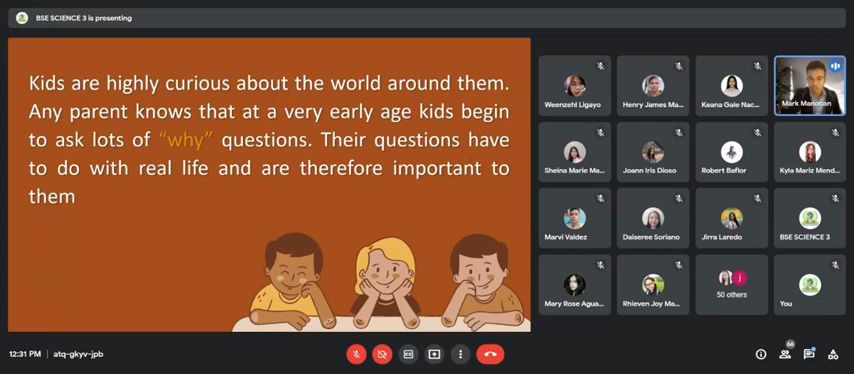 BSE SCIENCE 3 is presenting
Kids are highly curious about the world around them.
Any parent knows that at a very early age kids begin
to ask lots of “why” questions. Their questions have
to do with real life and are therefore important to
them
Weenzehl Ligayo
Henry James Ma...
Keana Gale Nac...
Mark Manocan
Sheina Marie Ma...
Joann Iris Dioso
Robert Baflor
Kyla Mariz Mend...
Marvi Valdez
Daiseree Soriano
Jirra Laredo
BSE SCIENCE 3
Mary Rose Agua...
Rhieven Joy Ma...
j
50 others
You
12:31 PM | atq-gkyv-jpb
66